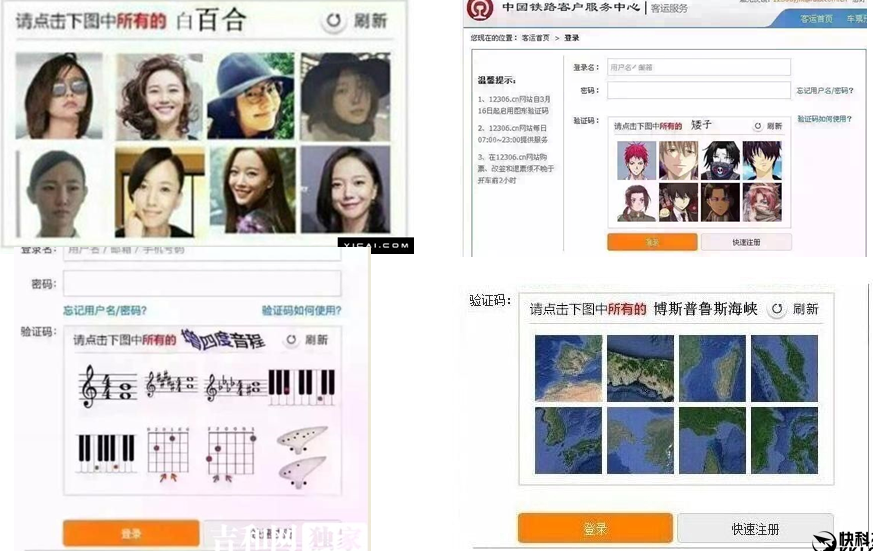 请点击下图中所有的 白百合 刷新
XICAI.COM
中国铁路客户服务中心 | 客运服务
客运首页 车票预
您现在的位置：客运首页 > 登录
温馨提示：
1、12306.cn网站自3月
16日起启用图形验证码
2、12306.cn网站每日
07:00~23:00提供服务
3、在12306.cn网站购
票、改签和退票须不晚于
开车前2小时
登录名： 用户名／邮箱
密码： 忘记用户名/密码？
验证码： 验证码如何使用？
请点击下图中所有的 矮子 刷新
登录 快速注册
登录名： 用户名 / 邮箱 / 手机号码
密码：
忘记用户名/密码? 验证码如何使用?
验证码：
请点击下图中所有的 增四度音程 刷新
登录
吉和网 独家
验证码：
请点击下图中所有的 博斯普鲁斯海峡 刷新
登录 快速注册
快科